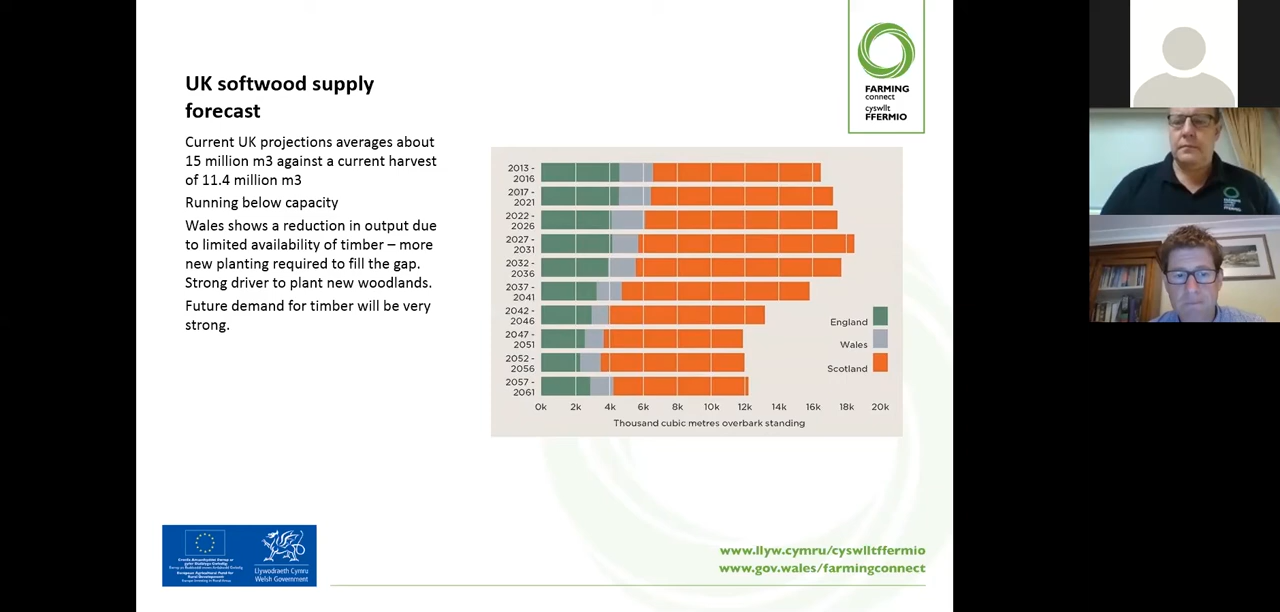 UK softwood supply
forecast
Current UK projections averages about
15 million m3 against a current harvest
of 11.4 million m3
Running below capacity
Wales shows a reduction in output due
to limited availability of timber – more
new planting required to fill the gap.
Strong driver to plant new woodlands.
Future demand for timber will be very
strong.
FARMING
connect
cyswllt
FFERMIO
2013 -
2016
2017 -
2021
2022 -
2026
2027 -
2031
2032 -
2036
2037 -
2041
2042 -
2046
2047 -
2051
2052 -
2056
2057 -
2061
England
Wales
Scotland
0k 2k 4k 6k 8k 10k 12k 14k 16k 18k 20k
Thousand cubic metres overbark standing
Llywodraeth Cymru
Welsh Government
www.llyw.cymru/cyswlltffermio
www.gov.wales/farmingconnect